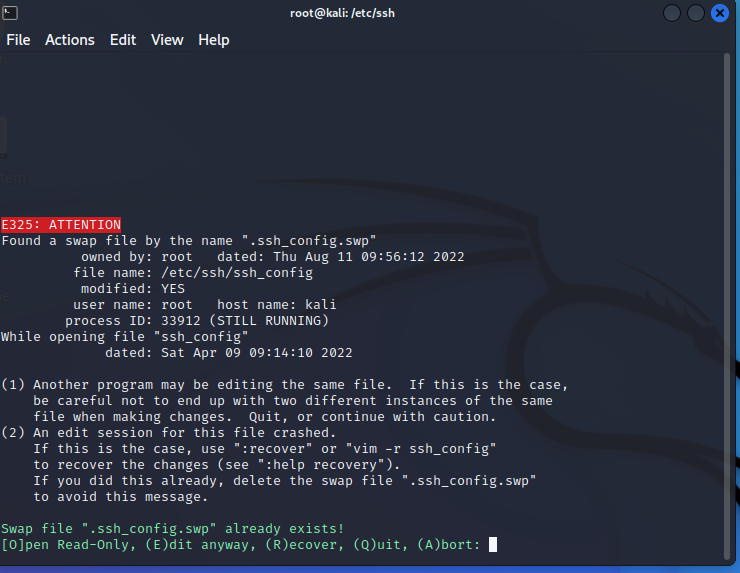 root@kali: /etc/ssh
File Actions Edit View Help
E325: ATTENTION
Found a swap file by the name ".ssh_config.swp"
owned by: root dated: Thu Aug 11 09:56:12 2022
file name: /etc/ssh/ssh_config
modified: YES
user name: root host name: kali
process ID: 33912 (STILL RUNNING)
While opening file "ssh_config"
dated: Sat Apr 09 09:14:10 2022
(1) Another program may be editing the same file. If this is the case,
be careful not to end up with two different instances of the same
file when making changes. Quit, or continue with caution.
(2) An edit session for this file crashed.
If this is the case, use ":recover" or "vim -r ssh_config"
to recover the changes (see ":help recovery").
If you did this already, delete the swap file ".ssh_config.swp"
to avoid this message.
Swap file ".ssh_config.swp" already exists!
[O]pen Read-Only, (E)dit anyway, (R)ecover, (Q)uit, (A)bort: